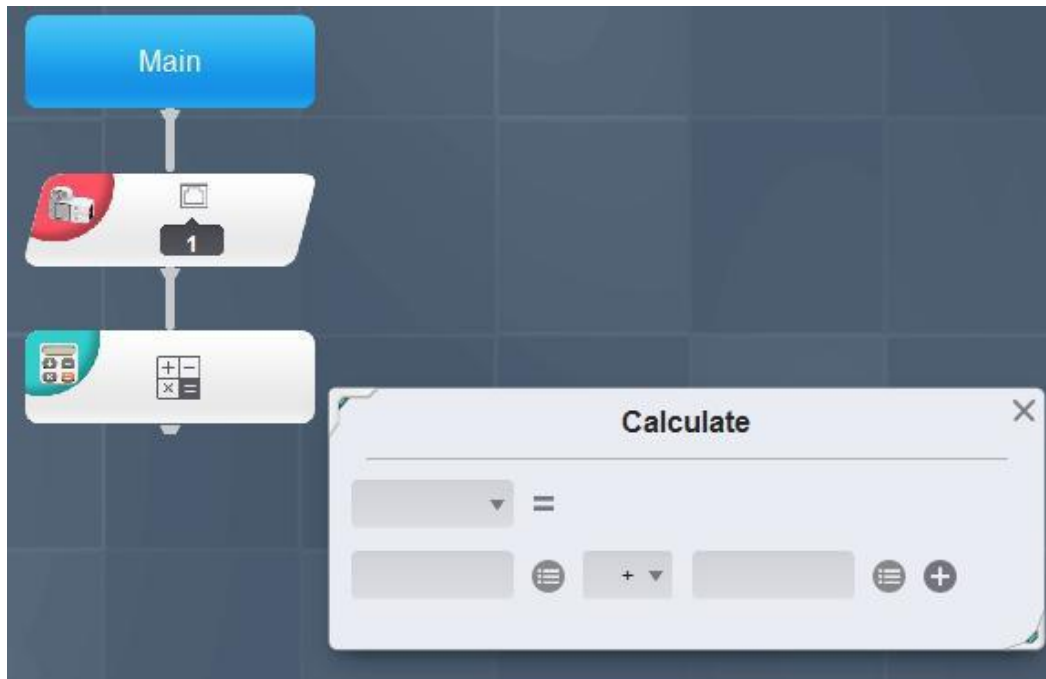 Main
1
Calculate
=
+